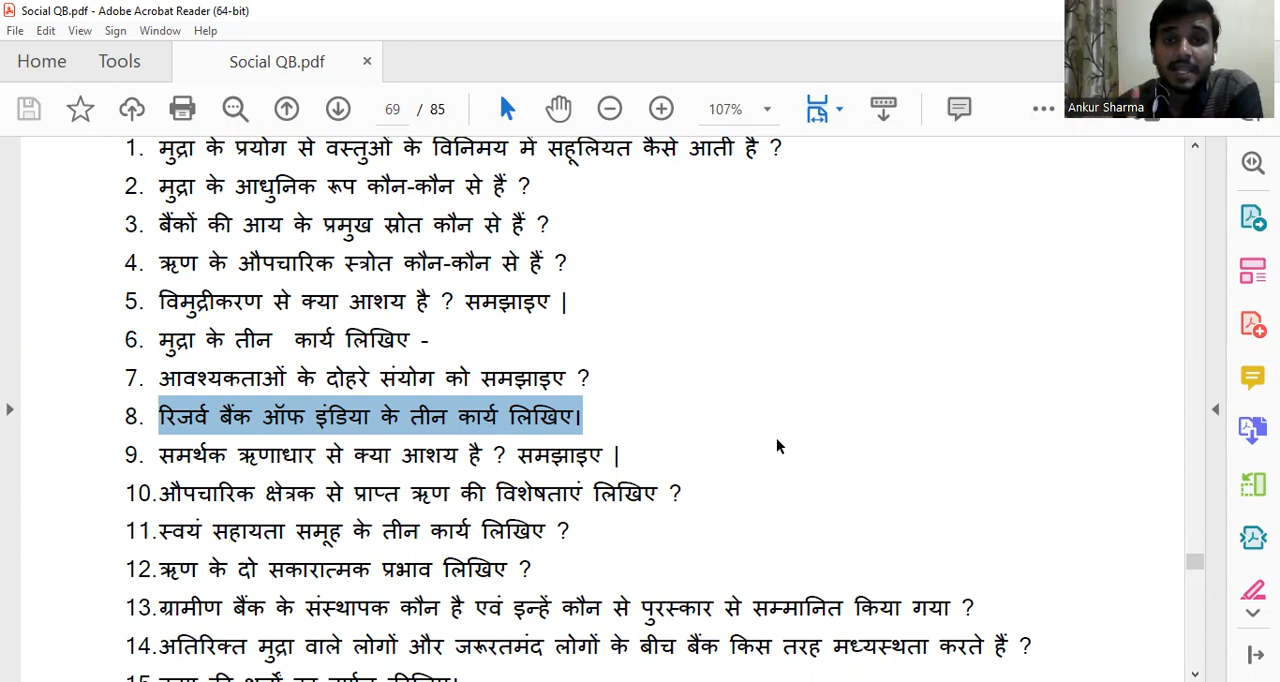 Social QB.pdf - Adobe Acrobat Reader (64-bit)
File Edit View Sign Window Help
Home Tools Social QB.pdf ×
69 / 85 107%
Ankur Sharma
1. मुद्रा के प्रयोग से वस्तुओं के विनिमय में सहूलियत कैसे आती है ?
2. मुद्रा के आधुनिक रूप कौन-कौन से हैं ?
3. बैंकों की आय के प्रमुख स्रोत कौन से हैं ?
4. ऋण के औपचारिक स्त्रोत कौन-कौन से हैं ?
5. विमुद्रीकरण से क्या आशय है ? समझाइए |
6. मुद्रा के तीन कार्य लिखिए -
7. आवश्यकताओं के दोहरे संयोग को समझाइए ?
8. रिजर्व बैंक ऑफ इंडिया के तीन कार्य लिखिए।
9. समर्थक ऋणाधार से क्या आशय है ? समझाइए |
10.औपचारिक क्षेत्रक से प्राप्त ऋण की विशेषताएं लिखिए ?
11.स्वयं सहायता समूह के तीन कार्य लिखिए ?
12.ऋण के दो सकारात्मक प्रभाव लिखिए ?
13.ग्रामीण बैंक के संस्थापक कौन है एवं इन्हें कौन से पुरस्कार से सम्मानित किया गया ?
14.अतिरिक्त मुद्रा वाले लोगों और जरूरतमंद लोगों के बीच बैंक किस तरह मध्यस्थता करते हैं ?